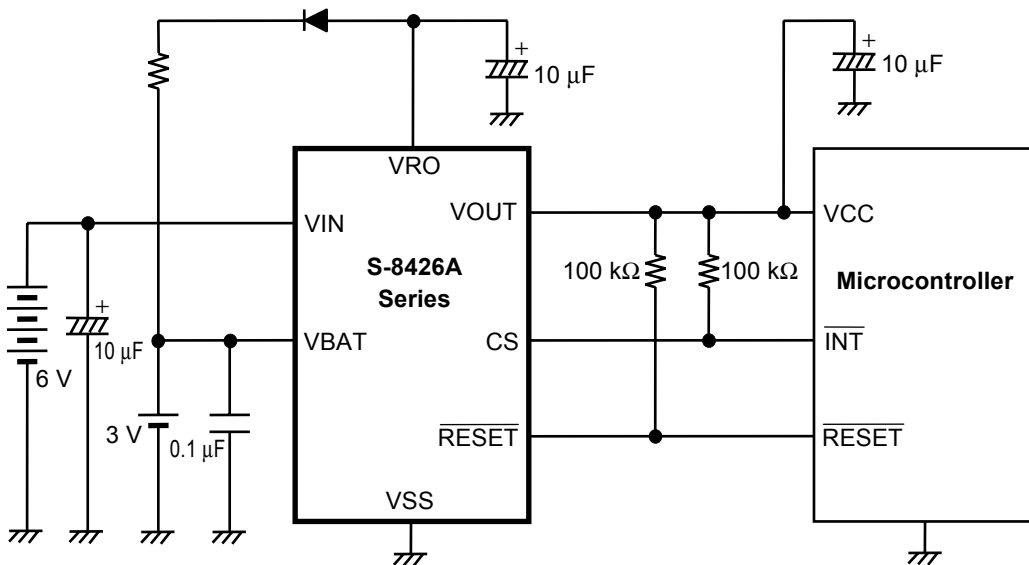 +
10 μF
+
10 μF
VRO
VIN
VOUT
VCC
S-8426A
Series
100 kΩ
100 kΩ
Microcontroller
+
10 μF
6 V
VBAT
CS
INT
3 V
0.1 μF
RESET
RESET
VSS